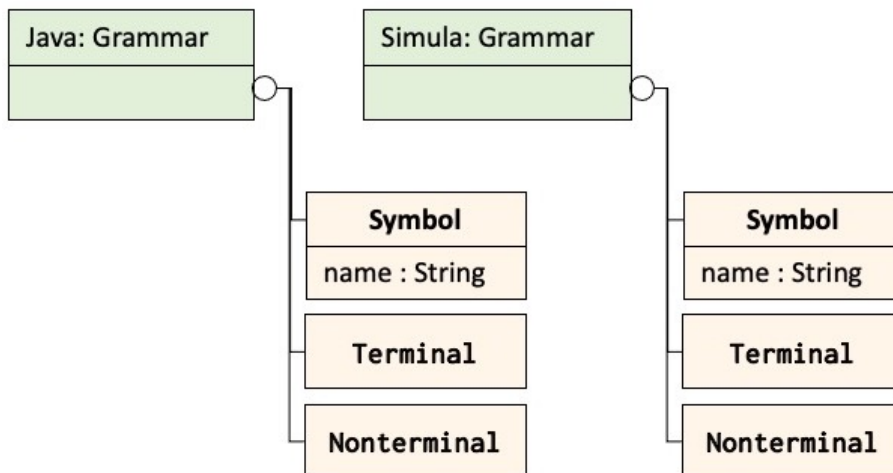 Java: Grammar
Simula: Grammar
Symbol
name : String
Terminal
Nonterminal
Symbol
name : String
Terminal
Nonterminal